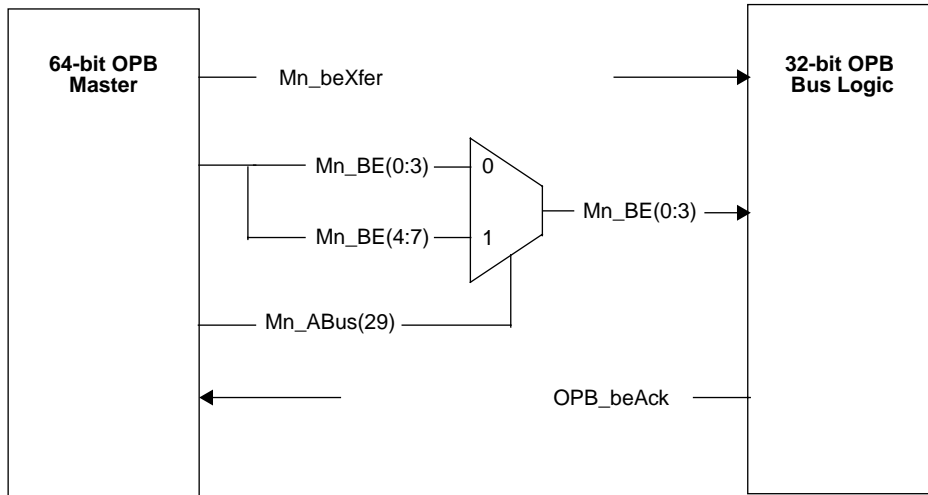 64-bit OPB
Master
Mn_beXfer
32-bit OPB
Bus Logic
Mn_BE(0:3)
0
Mn_BE(0:3)
Mn_BE(4:7)
1
Mn_ABus(29)
OPB_beAck